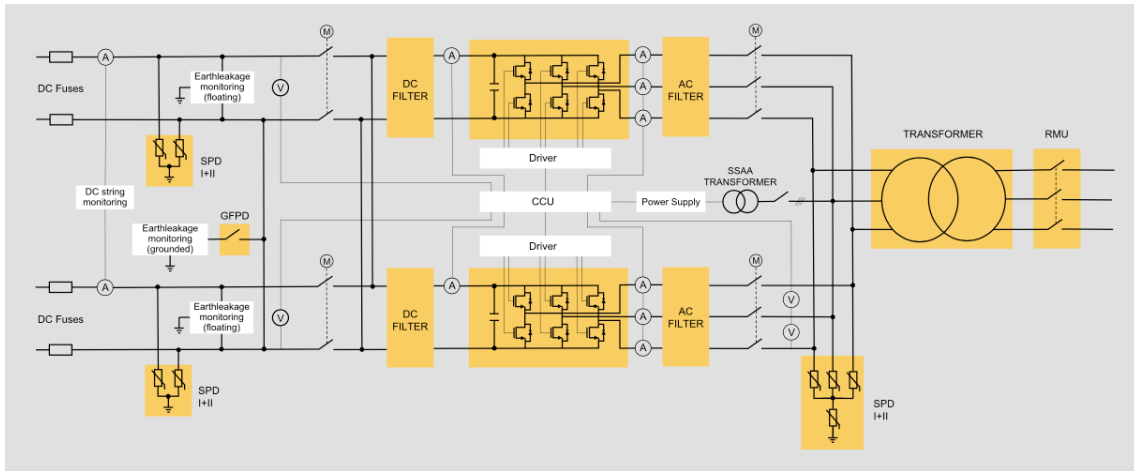 M
M
A
A
A
A
DC Fuses
Earthleakage
monitoring
(floating)
V
DC
FILTER
AC
FILTER
A
TRANSFORMER
RMU
SPD
I+II
Driver
SSAA
TRANSFORMER
DC string
monitoring
CCU
Power Supply
GFPD
Earthleakage
monitoring
(grounded)
Driver
M
M
A
A
A
DC Fuses
Earthleakage
monitoring
(floating)
V
DC
FILTER
A
AC
FILTER
V
V
A
SPD
I+II
SPD
I+II